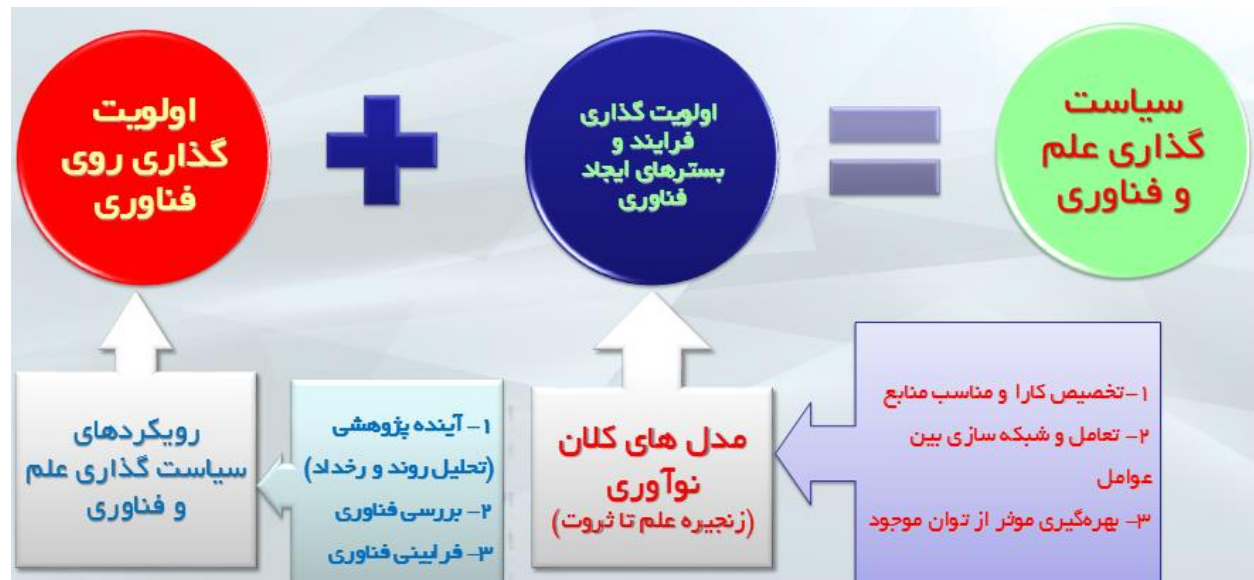 سیاست
گذاری علم
و فناوری
اولویت گذاری
فرایند و
بسترهای ایجاد
فناوری
اولویت
گذاری روی
فناوری
۱-تخصیص کارا و مناسب منابع
۲- تعامل و شبکه سازی بین
عوامل
۳- بهره‌گیری موثر از توان موجود
مدل های کلان
نوآوری
(زنجیره علم تا ثروت)
۱- آینده پژوهشی
(تحلیل روند و رخداد)
۲- بررسی فناوری
۳- فرابینی فناوری
رویکردهای
سیاست گذاری علم
و فناوری